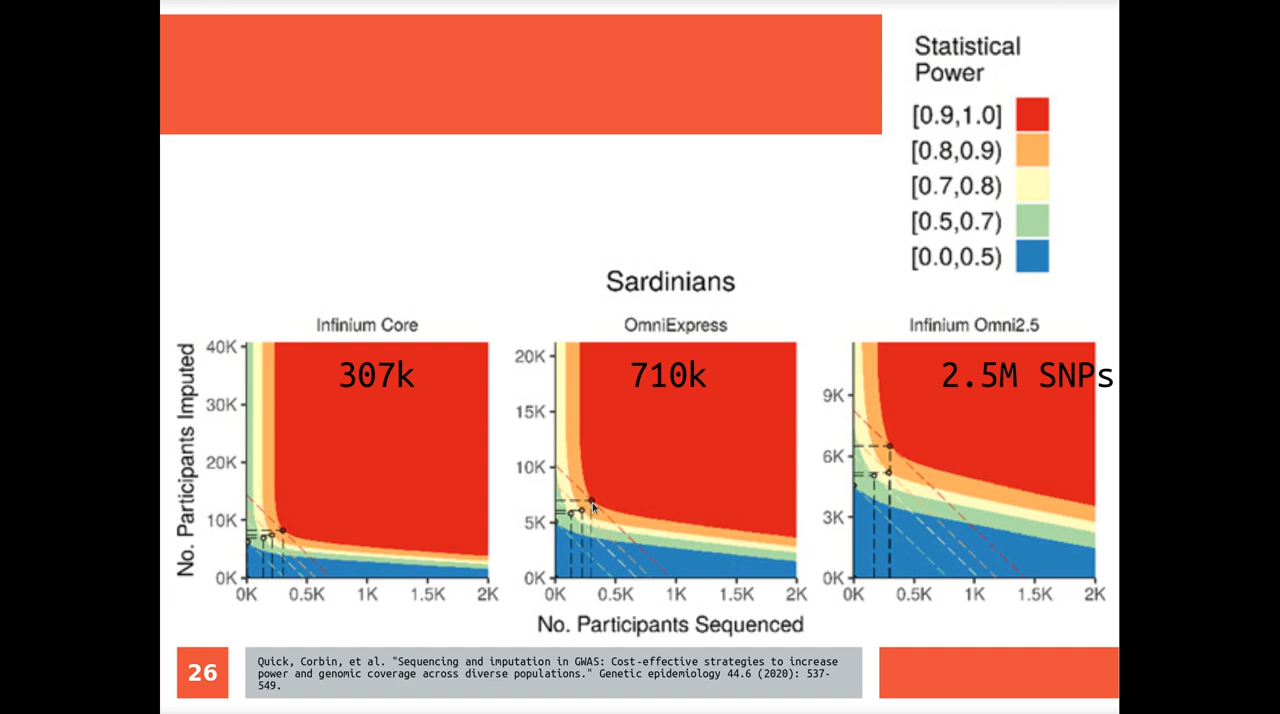 Statistical
Power
[0.9,1.0]
[0.8,0.9)
[0.7,0.8)
[0.5,0.7)
[0.0,0.5)
Sardinians
Infinium Core
OmniExpress
Infinium Omni2.5
No. Participants Imputed
40K
30K
20K
10K
0K
307k
0K 0.5K 1K 1.5K 2K
20K
15K
10K
5K
0K
710k
0K 0.5K 1K 1.5K 2K
9K
6K
3K
0K
2.5M SNPs
0K 0.5K 1K 1.5K 2K
No. Participants Sequenced
26
Quick, Corbin, et al. "Sequencing and imputation in GWAS: Cost-effective strategies to increase
power and genomic coverage across diverse populations." Genetic epidemiology 44.6 (2020): 537-
549.